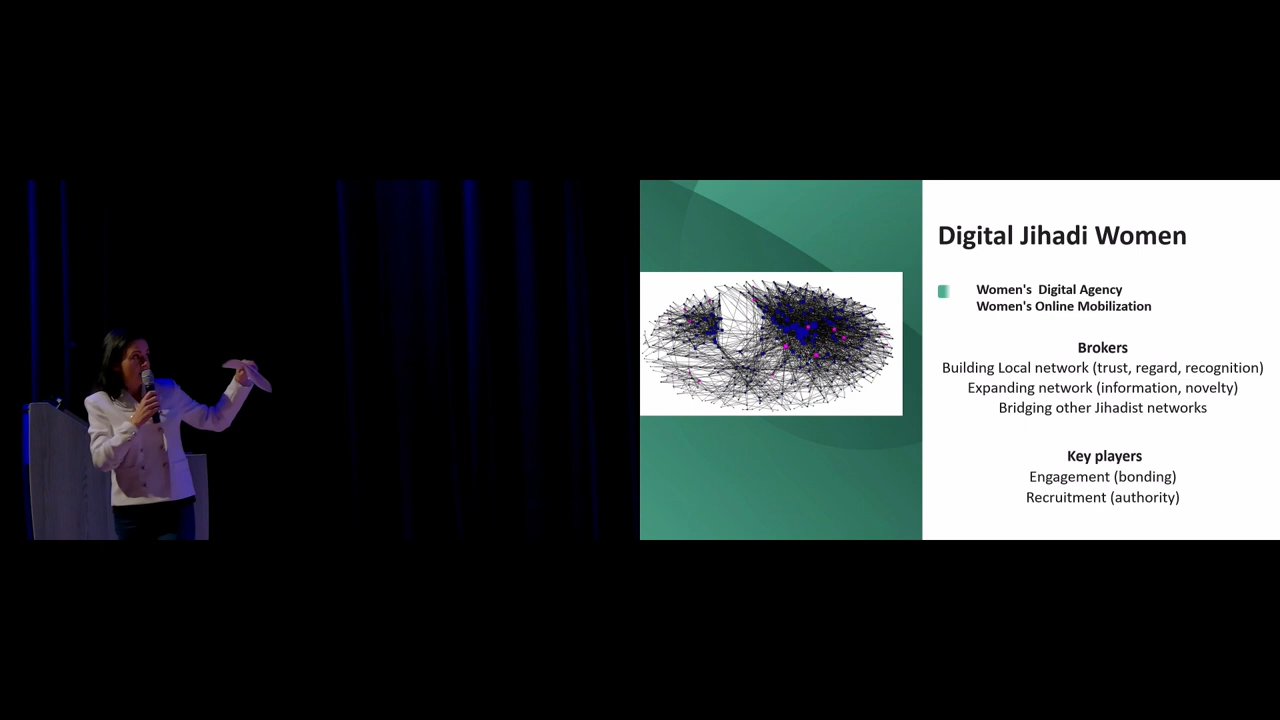 Digital Jihadi Women
Women's Digital Agency
Women's Online Mobilization
Brokers
Building Local network (trust, regard, recognition)
Expanding network (information, novelty)
Bridging other Jihadist networks
Key players
Engagement (bonding)
Recruitment (authority)